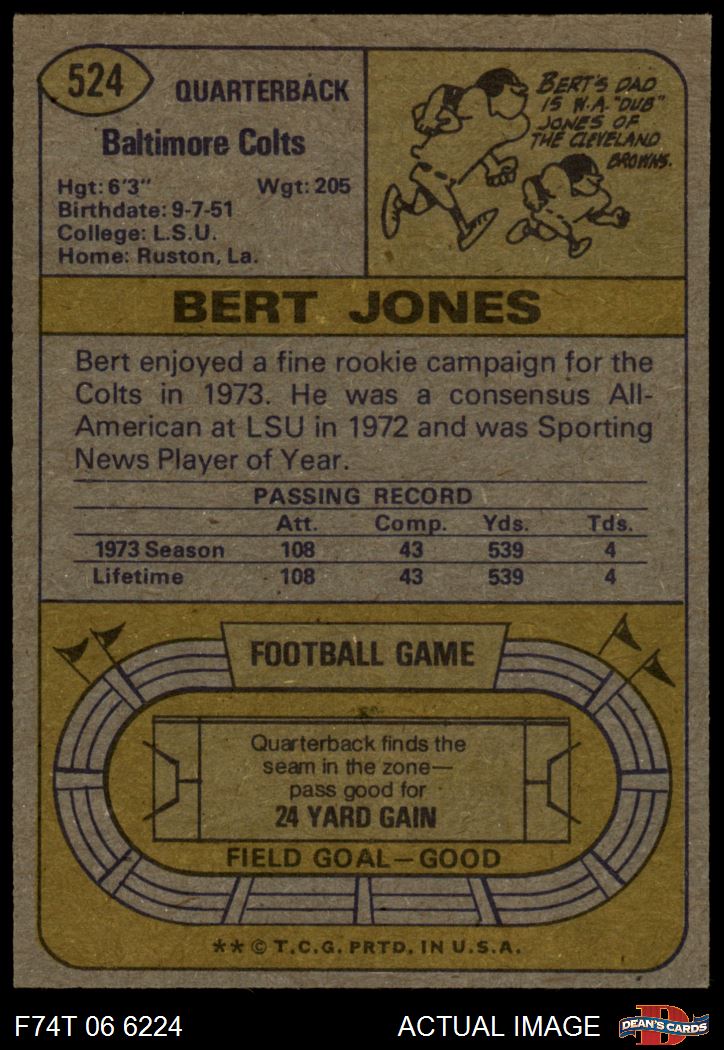 524
QUARTERBACK
Baltimore Colts
Hgt: 6'3" Wgt: 205
Birthdate: 9-7-51
College: L.S.U.
Home: Ruston, La.
BERT'S DAD
IS W.A. "DUB"
JONES OF
THE CLEVELAND
BROWNS.
BERT JONES
Bert enjoyed a fine rookie campaign for the
Colts in 1973. He was a consensus All-
American at LSU in 1972 and was Sporting
News Player of Year.
PASSING RECORD
Att. Comp. Yds. Tds.
1973 Season 108 43 539 4
Lifetime 108 43 539 4
FOOTBALL GAME
Quarterback finds the
seam in the zone—
pass good for
24 YARD GAIN
FIELD GOAL—GOOD
** © T.C.G. PRTD. IN U.S.A.
F74T 06 6224 ACTUAL IMAGE
D
DEAN'S CARDS